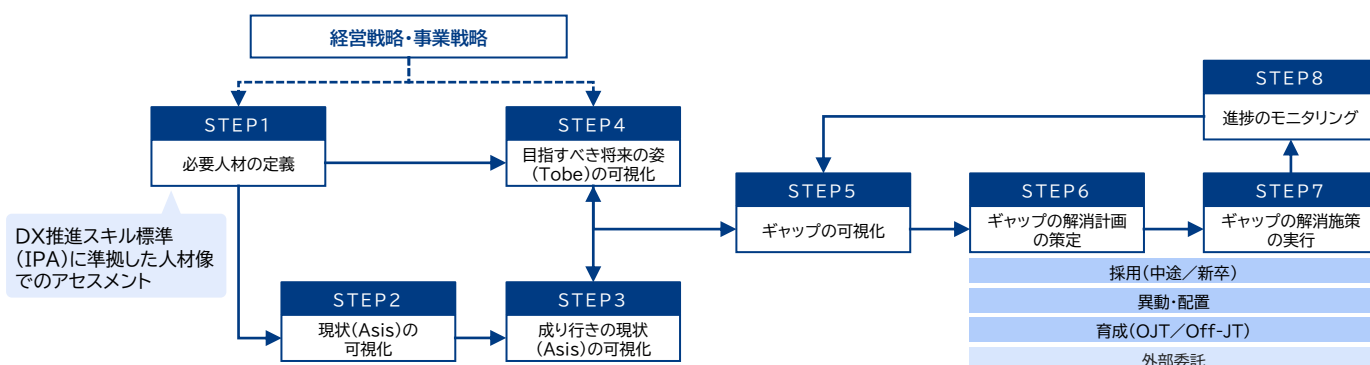 経営戦略・事業戦略
STEP1
必要人材の定義
DX推進スキル標準
(IPA)に準拠した人材像
でのアセスメント
STEP2
現状(Asis)の
可視化
STEP3
成り行きの現状
(Asis)の可視化
STEP4
目指すべき将来の姿
(Tobe)の可視化
STEP5
ギャップの可視化
STEP6
ギャップの解消計画
の策定
STEP7
ギャップの解消施策
の実行
STEP8
進捗のモニタリング
採用(中途／新卒)
異動・配置
育成(OJT／Off-JT)
外部委託